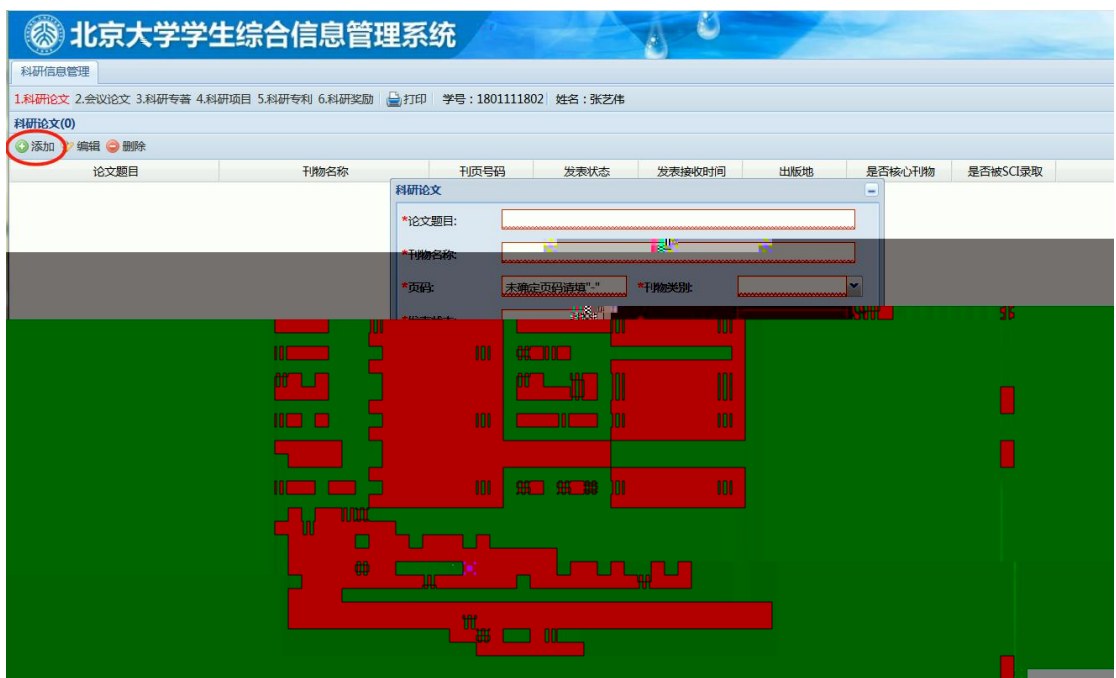 北京大学学生综合信息管理系统
科研信息管理
1.科研论文 2.会议论文 3.科研专著 4.科研项目 5.科研专利 6.科研奖励 打印 学号：1801111802 姓名：张艺伟
科研论文(0)
添加 编辑 删除
论文题目 刊物名称 刊页号码 发表状态 发表接收时间 出版地 是否核心刊物 是否被SCI录取
科研论文
*论文题目:
*刊物名称:
*页码: 未确定页码请填"-" *刊物类别: